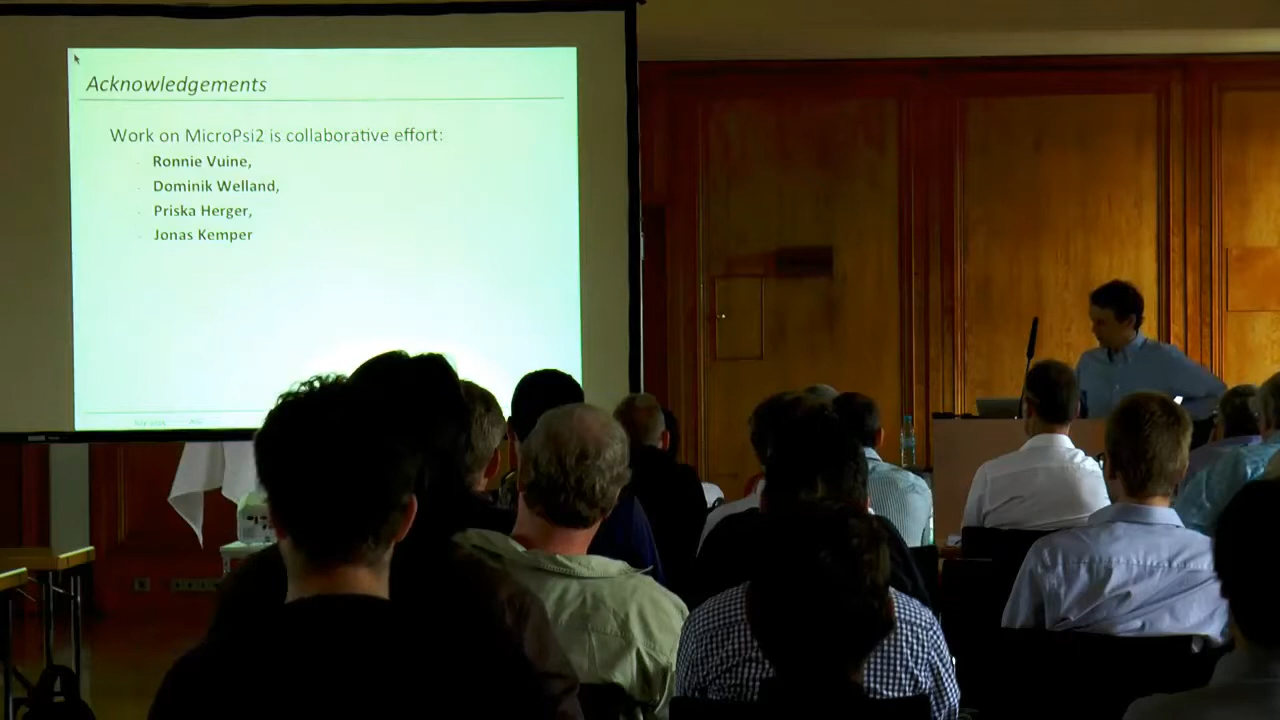 Acknowledgements
Work on MicroPsi2 is collaborative effort:
- Ronnie Vuine,
- Dominik Welland,
- Priska Herger,
- Jonas Kemper